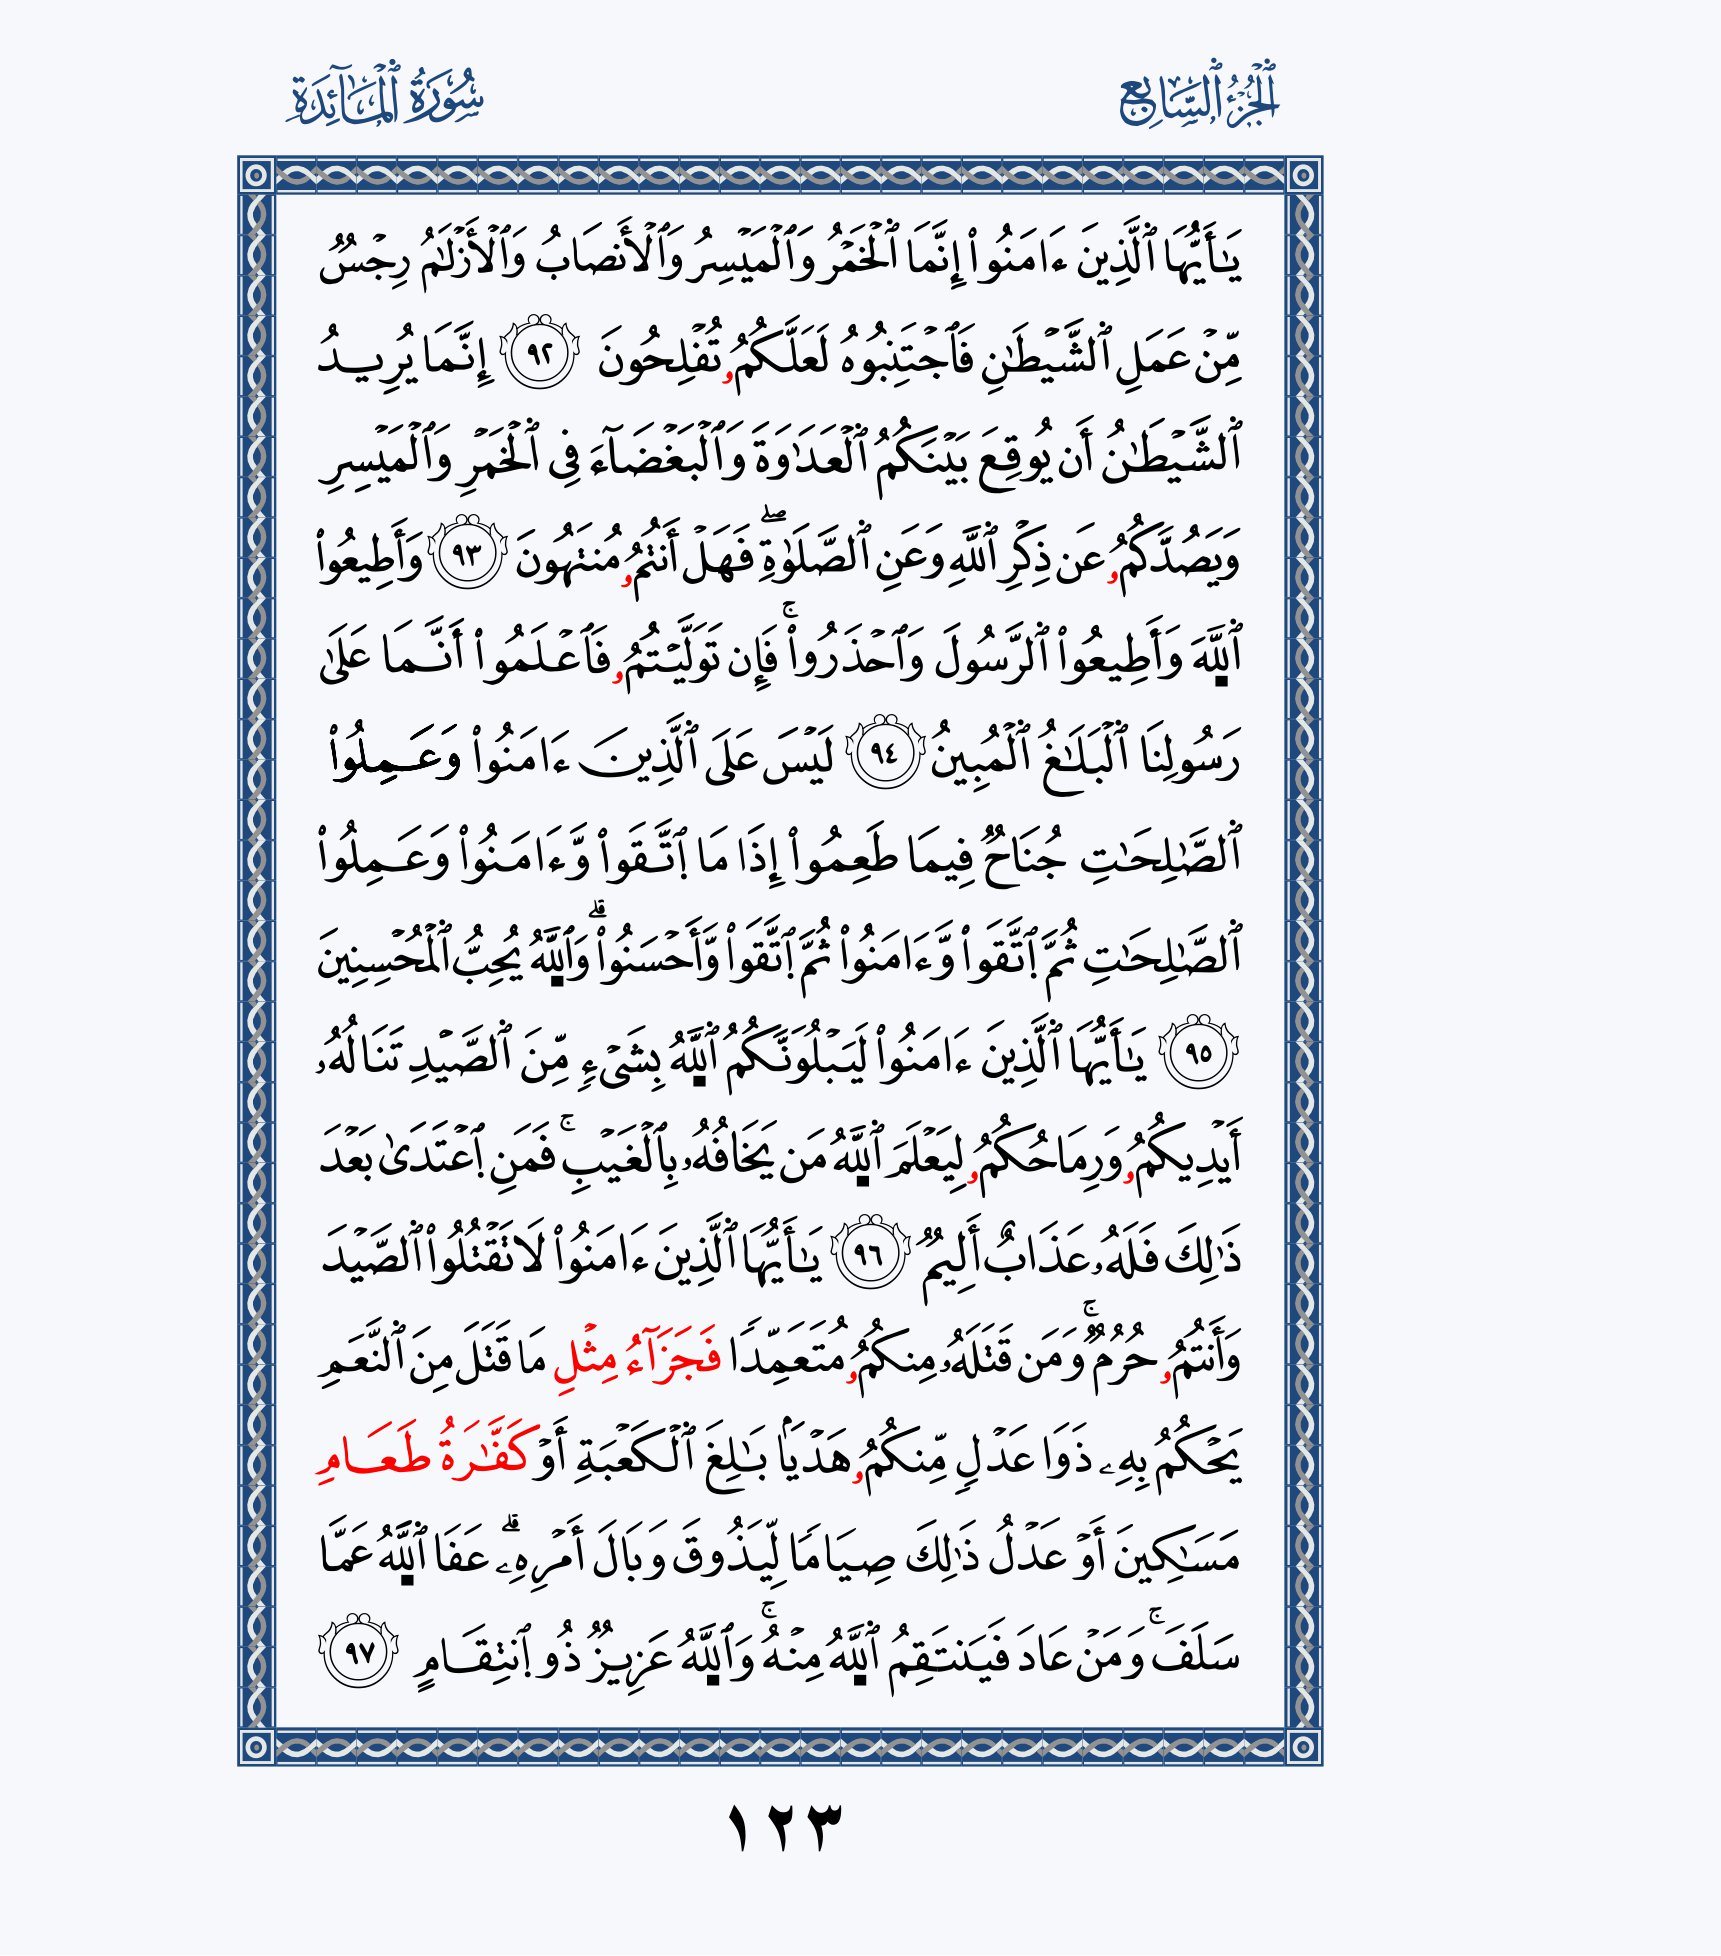 ٱلْجُزْءُ ٱلسَّابِعُ
سُورَةُ ٱلْمَآئِدَةِ
يَـٰٓأَيُّهَا ٱلَّذِينَ ءَامَنُوا۟ إِنَّمَا ٱلْخَمْرُ وَٱلْمَيْسِرُ وَٱلْأَنصَابُ وَٱلْأَزْلَـٰمُ رِجْسٌ
مِّنْ عَمَلِ ٱلشَّيْطَـٰنِ فَٱجْتَنِبُوهُ لَعَلَّكُمُۥ تُفْلِحُونَ ٩٢ إِنَّمَا يُرِيدُ
ٱلشَّيْطَـٰنُ أَن يُوقِعَ بَيْنَكُمُ ٱلْعَدَٰوَةَ وَٱلْبَغْضَآءَ فِى ٱلْخَمْرِ وَٱلْمَيْسِرِ
وَيَصُدَّكُمُۥ عَن ذِكْرِ ٱللَّهِ وَعَنِ ٱلصَّلَوٰةِۖ فَهَلْ أَنتُمُۥ مُنتَهُونَ ٩٣ وَأَطِيعُوا۟
ٱللَّهَ وَأَطِيعُوا۟ ٱلرَّسُولَ وَٱحْذَرُوا۟ۚ فَإِن تَوَلَّيْتُمُۥ فَٱعْلَمُوا۟ أَنَّمَا عَلَىٰ
رَسُولِنَا ٱلْبَلَـٰغُ ٱلْمُبِينُ ٩٤ لَيْسَ عَلَى ٱلَّذِينَ ءَامَنُوا۟ وَعَمِلُوا۟
ٱلصَّـٰلِحَـٰتِ جُنَاحٌ فِيمَا طَعِمُوا۟ إِذَا مَا ٱتَّقَوا۟ وَّءَامَنُوا۟ وَعَمِلُوا۟
ٱلصَّـٰلِحَـٰتِ ثُمَّ ٱتَّقَوا۟ وَّءَامَنُوا۟ ثُمَّ ٱتَّقَوا۟ وَّأَحْسَنُوا۟ۗ وَٱللَّهُ يُحِبُّ ٱلْمُحْسِنِينَ
٩٥ يَـٰٓأَيُّهَا ٱلَّذِينَ ءَامَنُوا۟ لَيَبْلُوَنَّكُمُ ٱللَّهُ بِشَىْءٍ مِّنَ ٱلصَّيْدِ تَنَالُهُۥ
أَيْدِيكُمُۥ وَرِمَاحُكُمُۥ لِيَعْلَمَ ٱللَّهُ مَن يَخَافُهُۥ بِٱلْغَيْبِۚ فَمَنِ ٱعْتَدَىٰ بَعْدَ
ذَٰلِكَ فَلَهُۥ عَذَابٌ أَلِيمٌ ٩٦ يَـٰٓأَيُّهَا ٱلَّذِينَ ءَامَنُوا۟ لَا تَقْتُلُوا۟ ٱلصَّيْدَ
وَأَنتُمُۥ حُرُمٌۚ وَمَن قَتَلَهُۥ مِنكُمُۥ مُتَعَمِّدًا فَجَزَآءُ مِثْلِ مَا قَتَلَ مِنَ ٱلنَّعَمِ
يَحْكُمُ بِهِۦ ذَوَا عَدْلٍ مِّنكُمُۥ هَدْيًۢا بَـٰلِغَ ٱلْكَعْبَةِ أَوْ كَفَّـٰرَةُ طَعَامِ
مَسَـٰكِينَ أَوْ عَدْلُ ذَٰلِكَ صِيَامًا لِّيَذُوقَ وَبَالَ أَمْرِهِۦۗ عَفَا ٱللَّهُ عَمَّا
سَلَفَۚ وَمَنْ عَادَ فَيَنتَقِمُ ٱللَّهُ مِنْهُۚ وَٱللَّهُ عَزِيزٌ ذُو ٱنتِقَامٍ ٩٧
١٢٣